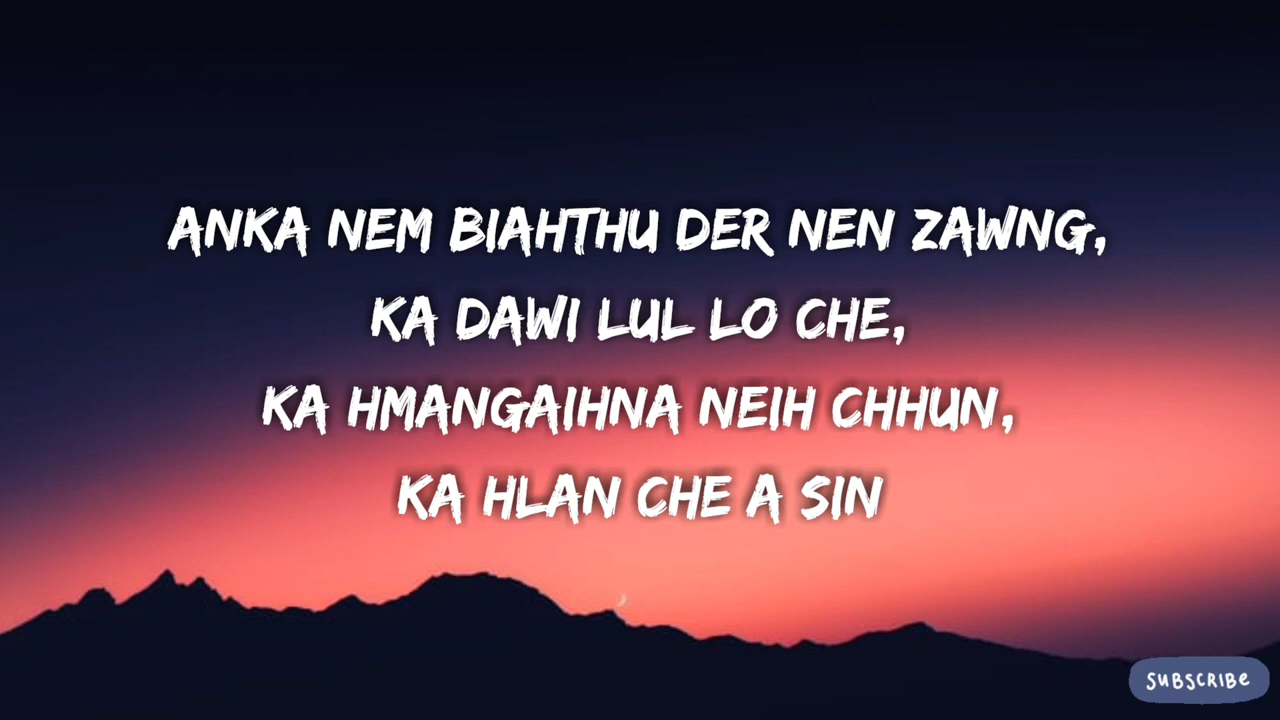 ANKA NEM BIAHTHU DER NEN ZAWNG,
KA DAWI LUL LO CHE,
KA HMANGAIHNA NEIH CHHUN,
KA HLAN CHE A SIN
SUBSCRIBE